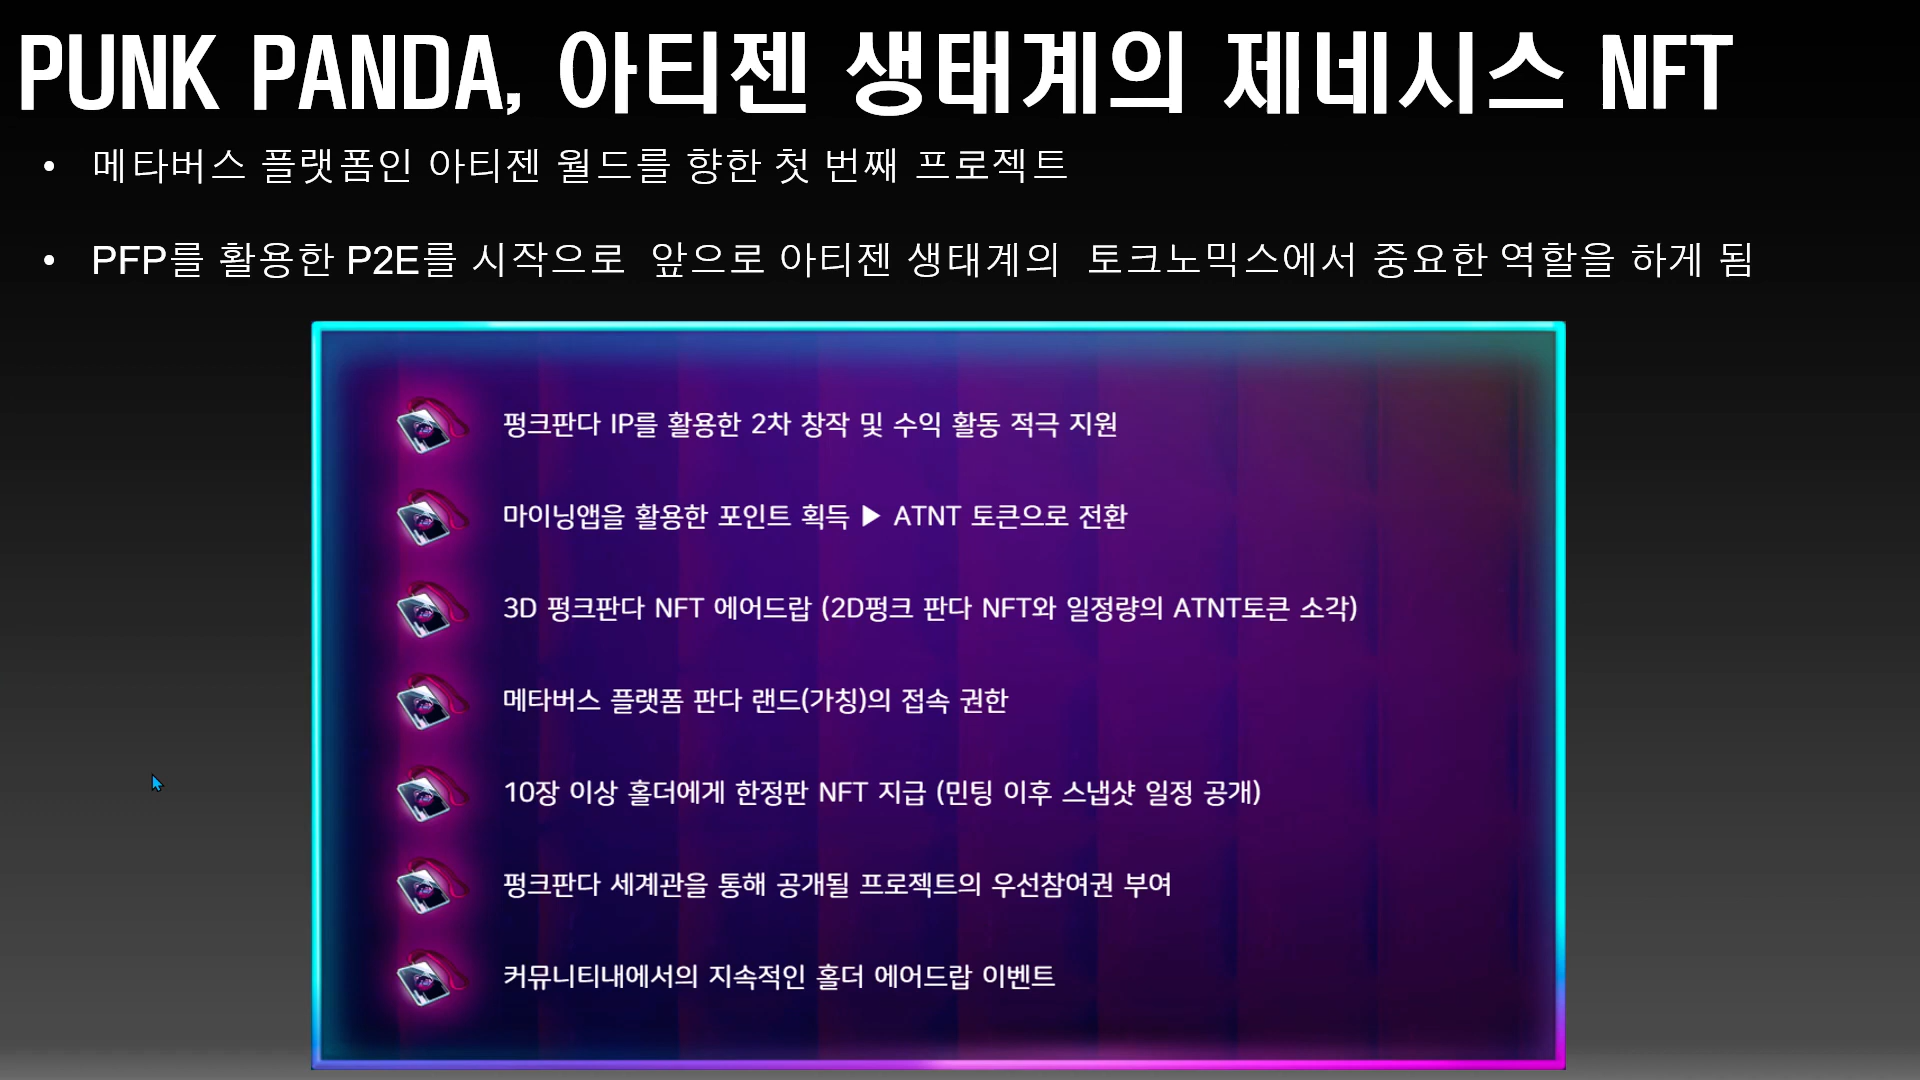 PUNK PANDA, 아티젠 생태계의 제네시스 NFT
• 메타버스 플랫폼인 아티젠 월드를 향한 첫 번째 프로젝트
• PFP를 활용한 P2E를 시작으로 앞으로 아티젠 생태계의 토크노믹스에서 중요한 역할을 하게 됨
펑크판다 IP를 활용한 2차 창작 및 수익 활동 적극 지원
마이닝앱을 활용한 포인트 획득 ▶ ATNT 토큰으로 전환
3D 펑크판다 NFT 에어드랍 (2D펑크 판다 NFT와 일정량의 ATNT토큰 소각)
메타버스 플랫폼 판다 랜드(가칭)의 접속 권한
10장 이상 홀더에게 한정판 NFT 지급 (민팅 이후 스냅샷 일정 공개)
펑크판다 세계관을 통해 공개될 프로젝트의 우선참여권 부여
커뮤니티내에서의 지속적인 홀더 에어드랍 이벤트